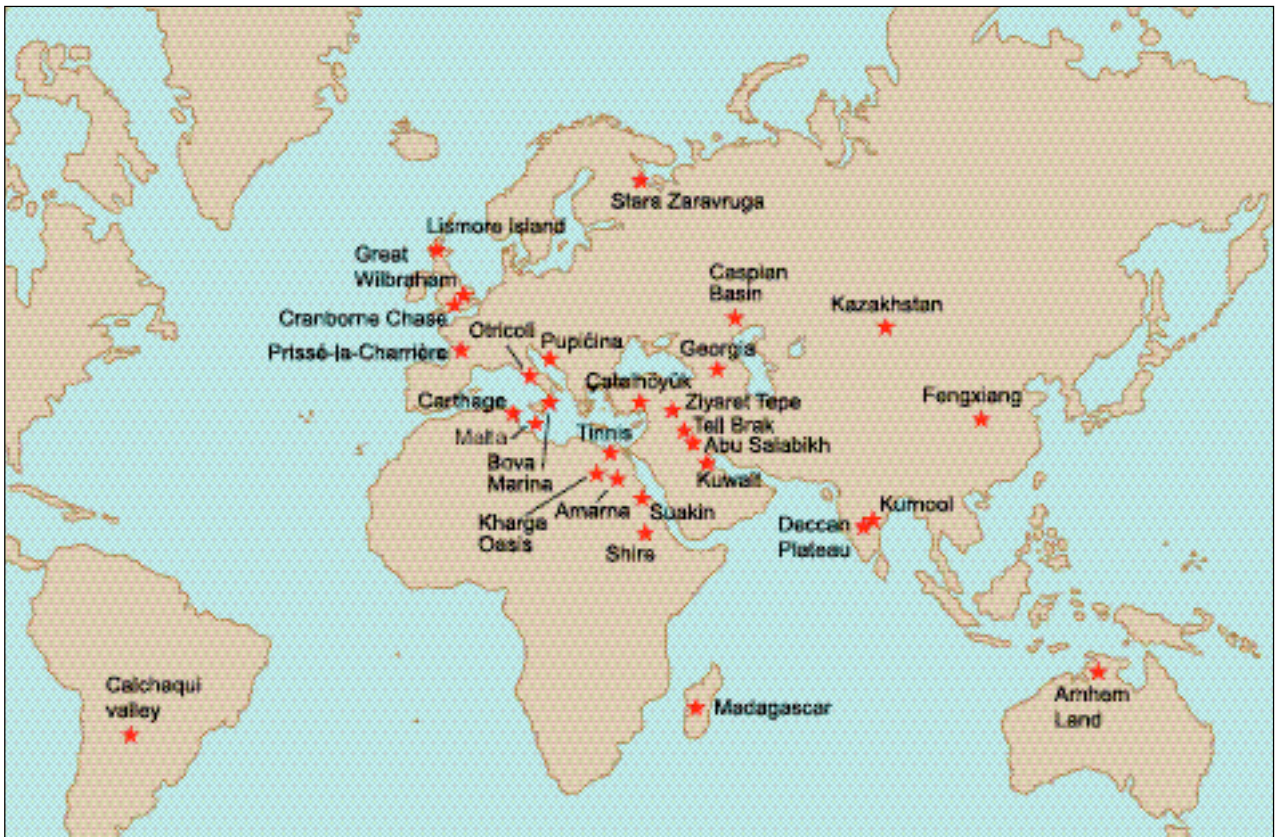 Stara Zaravruga
Lismore Island
Great
Wilbraham
Caspian
Basin
Kazakhstan
Cranborne Chase
Otricoli
Pupićina
Prissé-la-Charrière
Georgia
Çatalhöyük
Fengxiang
Carthage
Ziyaret Tepe
Tell Brak
Malta
Tinnis
Abu Salabikh
Bova
Marina
Kuwait
Amarna
Suakin
Kurnool
Kharga
Oasis
Deccan
Plateau
Shire
Calchaqui
valley
Madagascar
Arnhem
Land